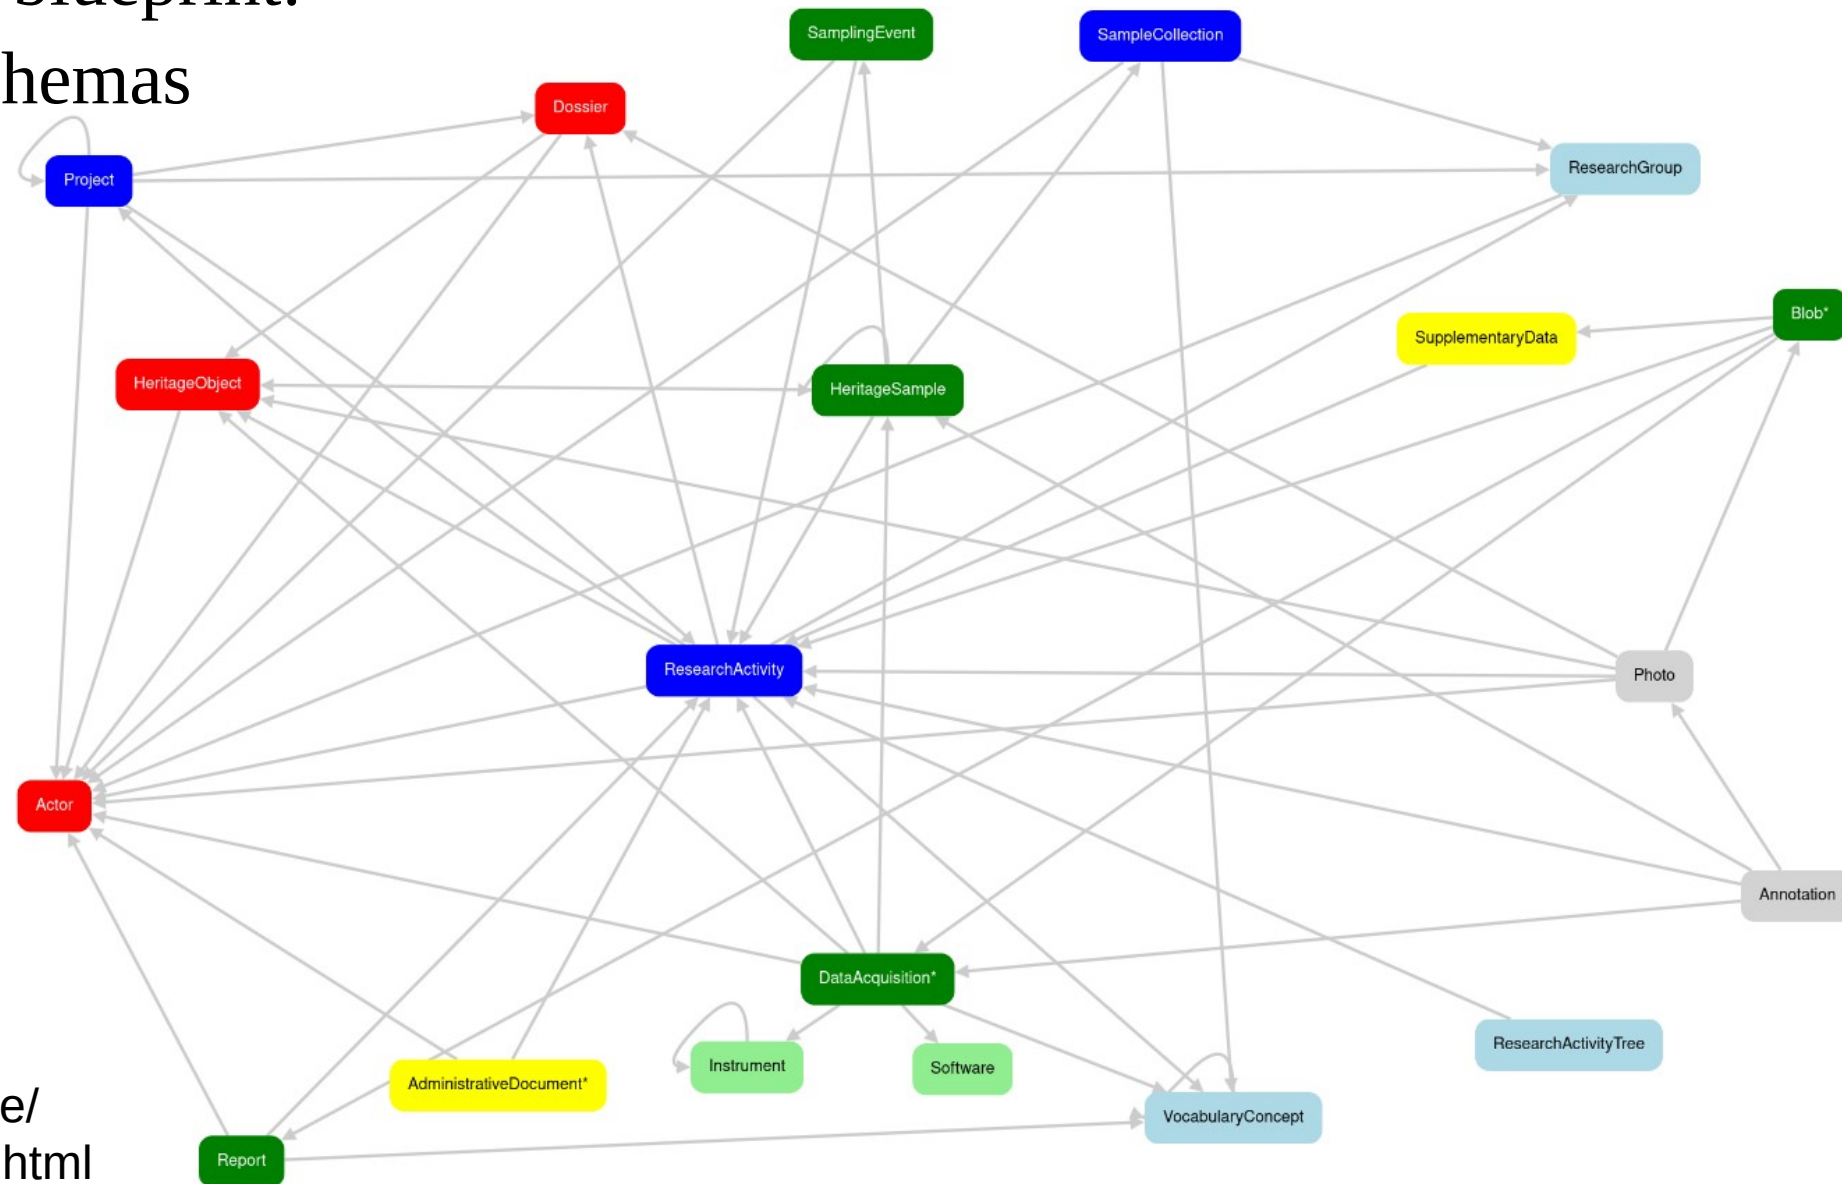 blueprint:
hemas
SamplingEvent
SampleCollection
Dossier
Project
ResearchGroup
Blob*
SupplementaryData
HeritageObject
HeritageSample
ResearchActivity
Photo
Actor
Annotation
DataAcquisition*
ResearchActivityTree
Instrument
Software
AdministrativeDocument*
e/
VocabularyConcept
html
Report